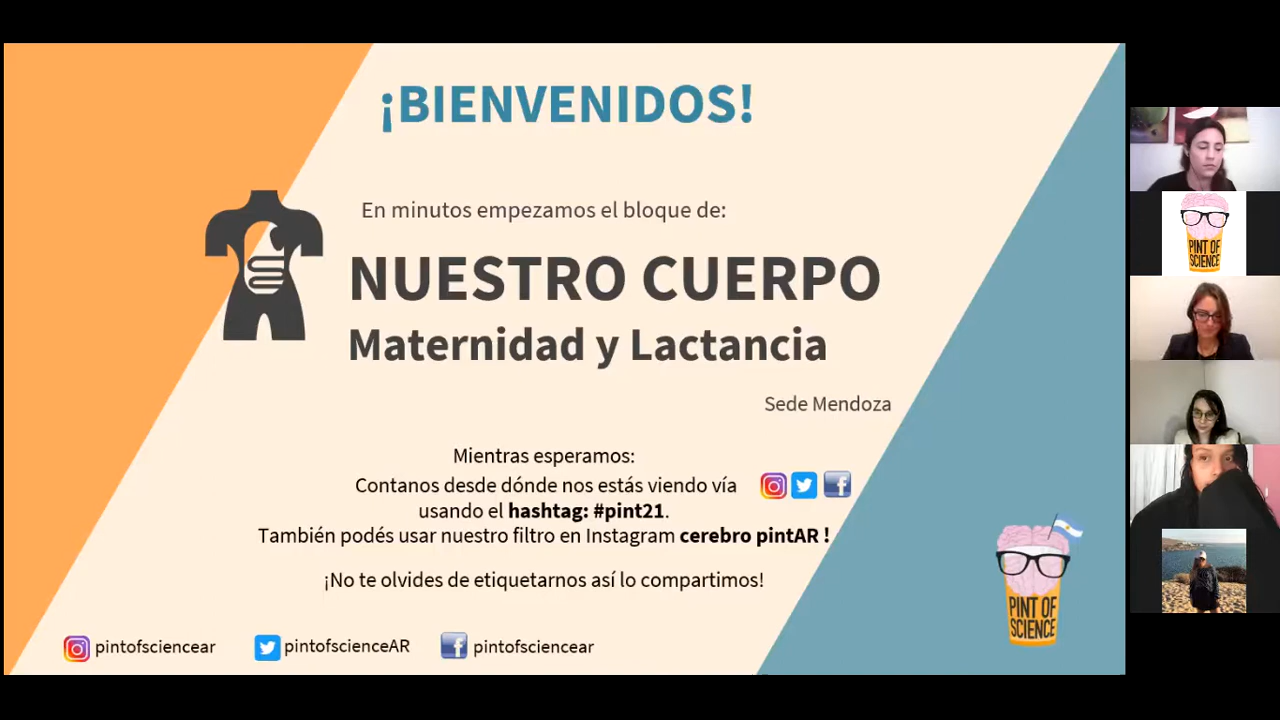 ¡BIENVENIDOS!
En minutos empezamos el bloque de:
NUESTRO CUERPO
Maternidad y Lactancia
Sede Mendoza
Mientras esperamos:
Contanos desde dónde nos estás viendo vía
usando el hashtag: #pint21.
También podés usar nuestro filtro en Instagram cerebro pintAR !
¡No te olvides de etiquetarnos así lo compartimos!
pintofsciencear
pintofscienceAR
pintofsciencear
PINT OF
SCIENCE
PINT OF
SCIENCE